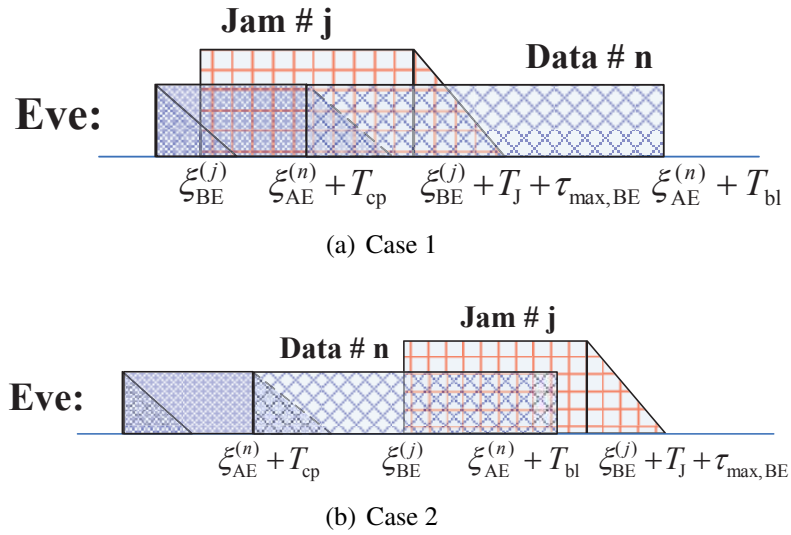 Jam # j
Data # n
Eve:
ξ_BE^(j) ξ_AE^(n) + T_cp ξ_BE^(j) + T_J + τ_max,BE ξ_AE^(n) + T_bl
(a) Case 1
Jam # j
Data # n
Eve:
ξ_AE^(n) + T_cp ξ_BE^(j) ξ_AE^(n) + T_bl ξ_BE^(j) + T_J + τ_max,BE
(b) Case 2